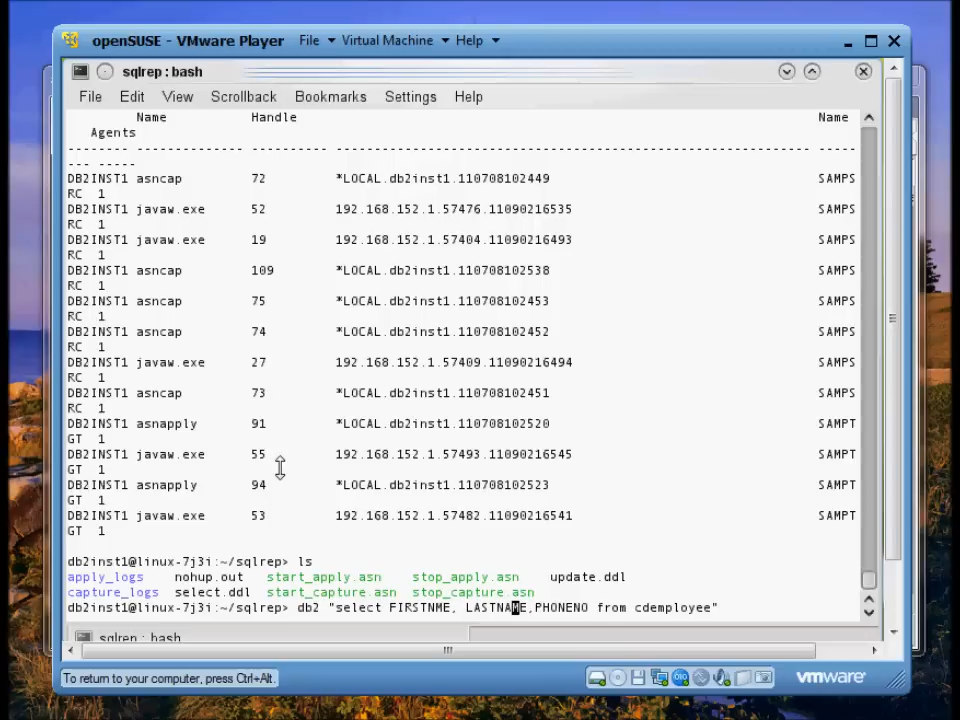 openSUSE - VMware Player File Virtual Machine Help
sqlrep : bash
File Edit View Scrollback Bookmarks Settings Help
Name Handle Name
Agents
-------- -------------- ---------- -------------------------------------------------------------- -----
--- -----
DB2INST1 asncap 72 *LOCAL.db2inst1.110708102449 SAMPS
RC 1
DB2INST1 javaw.exe 52 192.168.152.1.57476.11090216535 SAMPS
RC 1
DB2INST1 javaw.exe 19 192.168.152.1.57404.11090216493 SAMPS
RC 1
DB2INST1 asncap 109 *LOCAL.db2inst1.110708102538 SAMPS
RC 1
DB2INST1 asncap 75 *LOCAL.db2inst1.110708102453 SAMPS
RC 1
DB2INST1 asncap 74 *LOCAL.db2inst1.110708102452 SAMPS
RC 1
DB2INST1 javaw.exe 27 192.168.152.1.57409.11090216494 SAMPS
RC 1
DB2INST1 asncap 73 *LOCAL.db2inst1.110708102451 SAMPS
RC 1
DB2INST1 asnapply 91 *LOCAL.db2inst1.110708102520 SAMPT
GT 1
DB2INST1 javaw.exe 55 192.168.152.1.57493.11090216545 SAMPT
GT 1
DB2INST1 asnapply 94 *LOCAL.db2inst1.110708102523 SAMPT
GT 1
DB2INST1 javaw.exe 53 192.168.152.1.57482.11090216541 SAMPT
GT 1
db2inst1@linux-7j3i:~/sqlrep> ls
apply_logs nohup.out start_apply.asn stop_apply.asn update.ddl
capture_logs select.ddl start_capture.asn stop_capture.asn
db2inst1@linux-7j3i:~/sqlrep> db2 "select FIRSTNME, LASTNAME,PHONENO from cdemployee"
sqlrep : bash
To return to your computer, press Ctrl+Alt.
vmware